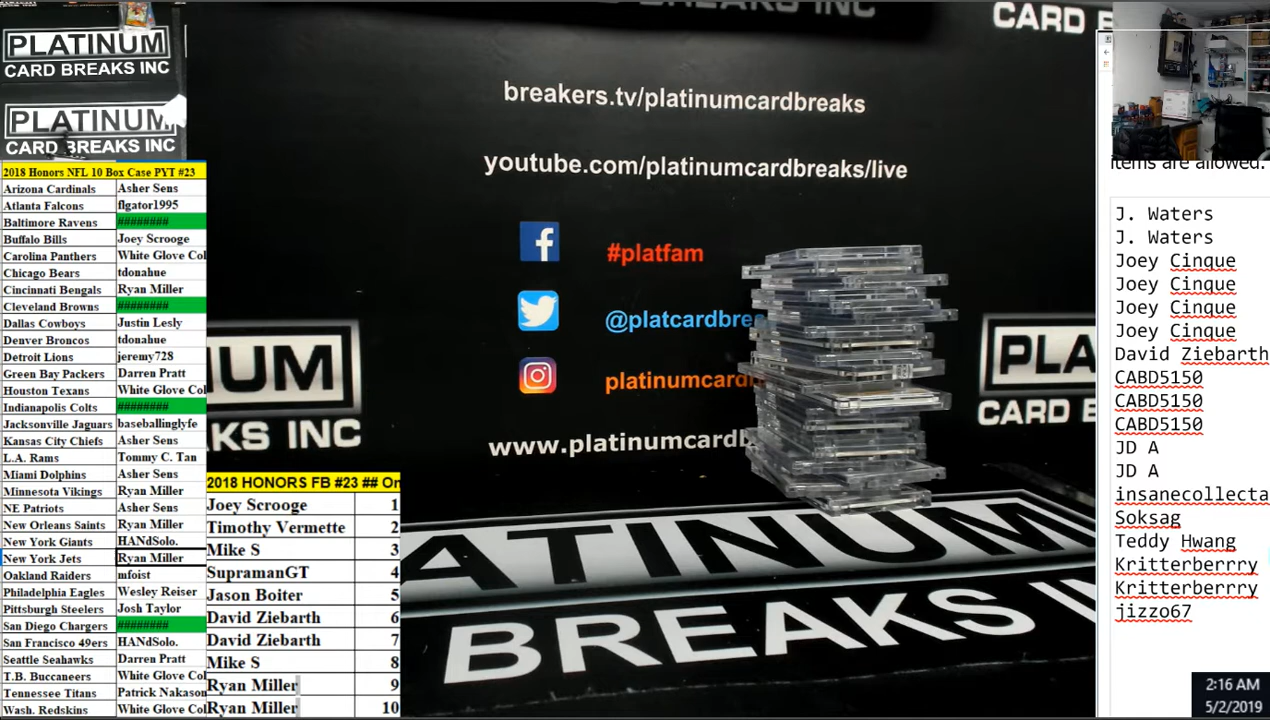 PLATINUM
CARD BREAKS INC
PLATINUM
CARD BREAKS INC
CARD BREAKS INC
CARD BR
breakers.tv/platinumcardbreaks
youtube.com/platinumcardbreaks/live
#platfam
@platcardbre
platinumcard
www.platinumcardb
NUM
KS INC
PLA
CARD B
ATINUM
BREAKS IN
2018 Honors NFL 10 Box Case PYT #23
Arizona Cardinals Asher Sens
Atlanta Falcons flgator1995
Baltimore Ravens ########
Buffalo Bills Joey Scrooge
Carolina Panthers White Glove Col
Chicago Bears tdonahue
Cincinnati Bengals Ryan Miller
Cleveland Browns ########
Dallas Cowboys Justin Lesly
Denver Broncos tdonahue
Detroit Lions jeremy728
Green Bay Packers Darren Pratt
Houston Texans White Glove Col
Indianapolis Colts ########
Jacksonville Jaguars baseballinglyfe
Kansas City Chiefs Asher Sens
L.A. Rams Tommy C. Tan
Miami Dolphins Asher Sens
Minnesota Vikings Ryan Miller
NE Patriots Asher Sens
New Orleans Saints Ryan Miller
New York Giants HANdSolo.
New York Jets Ryan Miller
Oakland Raiders mfoist
Philadelphia Eagles Wesley Reiser
Pittsburgh Steelers Josh Taylor
San Diego Chargers ########
San Francisco 49ers HANdSolo.
Seattle Seahawks Darren Pratt
T.B. Buccaneers White Glove Col
Tennessee Titans Patrick Nakason
Wash. Redskins White Glove Col
2018 HONORS FB #23 ## On
Joey Scrooge 1
Timothy Vermette 2
Mike S 3
SupramanGT 4
Jason Boiter 5
David Ziebarth 6
David Ziebarth 7
Mike S 8
Ryan Miller 9
Ryan Miller 10
items are allowed.
J. Waters
J. Waters
Joey Cinque
Joey Cinque
Joey Cinque
Joey Cinque
David Ziebarth
CABD5150
CABD5150
CABD5150
JD A
JD A
insanecollecta
Soksag
Teddy Hwang
Kritterberrry
Kritterberrry
jizzo67
2:16 AM
5/2/2019